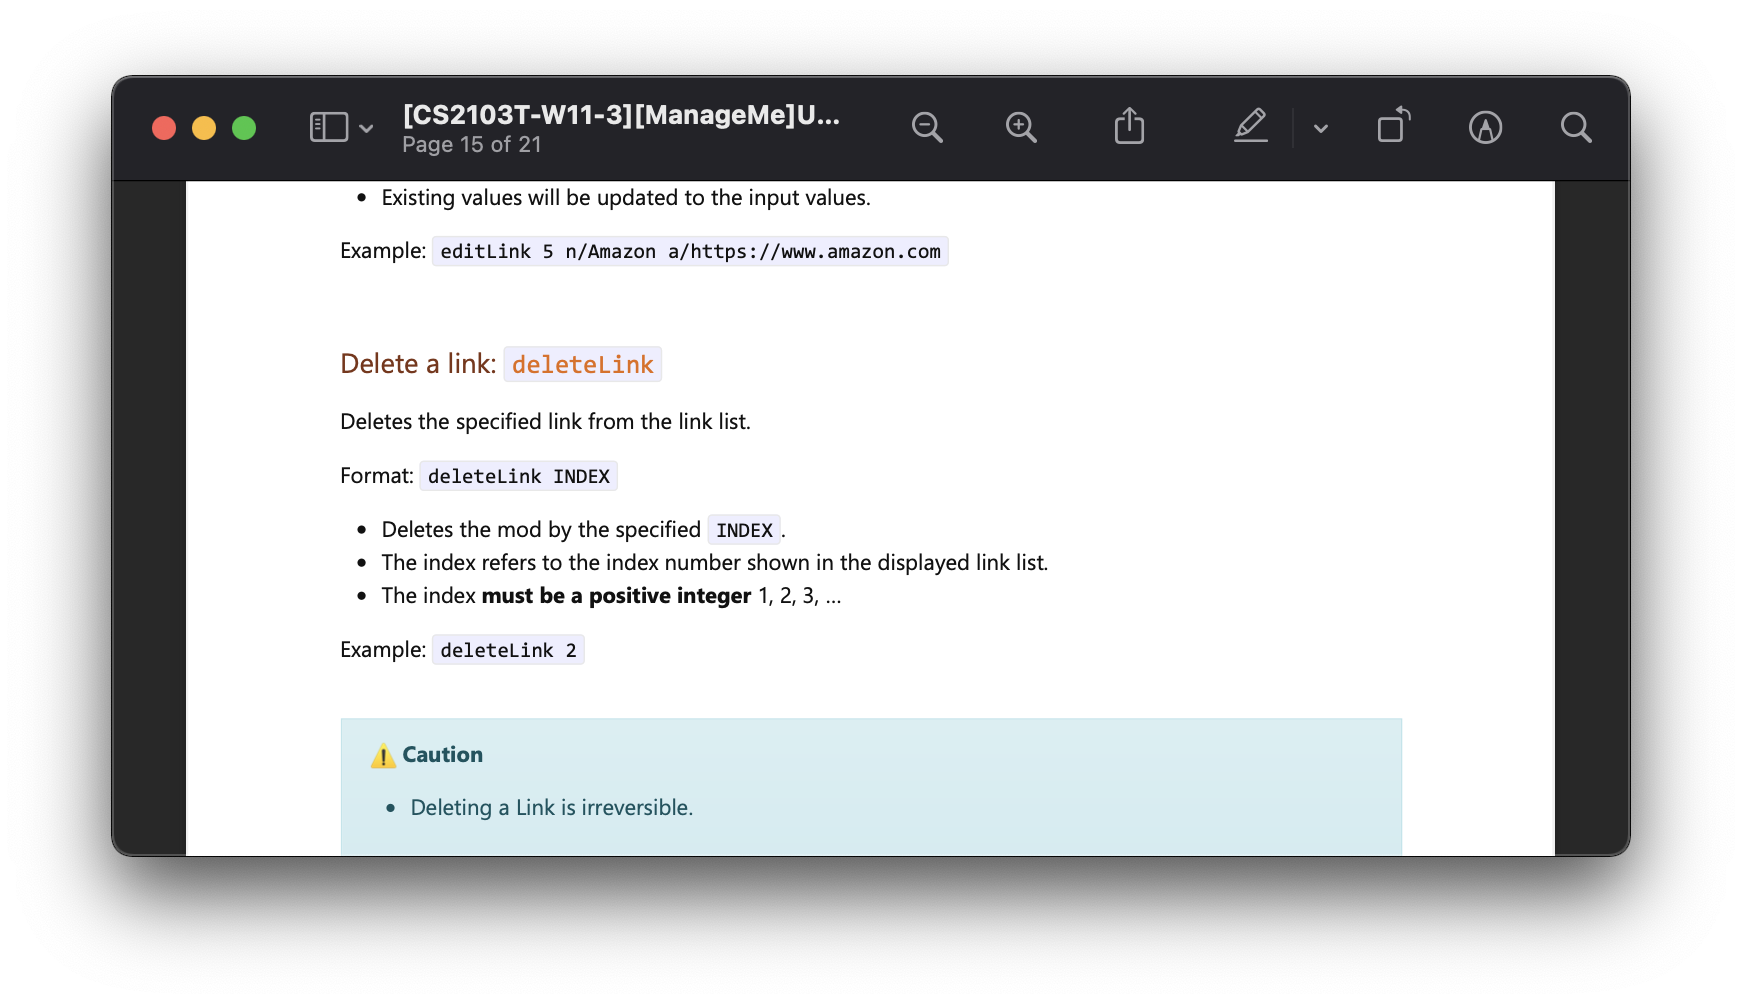 [CS2103T-W11-3][ManageMe]U...
Page 15 of 21
• Existing values will be updated to the input values.
Example: editLink 5 n/Amazon a/https://www.amazon.com
Delete a link: deleteLink
Deletes the specified link from the link list.
Format: deleteLink INDEX
• Deletes the mod by the specified INDEX.
• The index refers to the index number shown in the displayed link list.
• The index must be a positive integer 1, 2, 3, …
Example: deleteLink 2
⚠️ Caution
• Deleting a Link is irreversible.